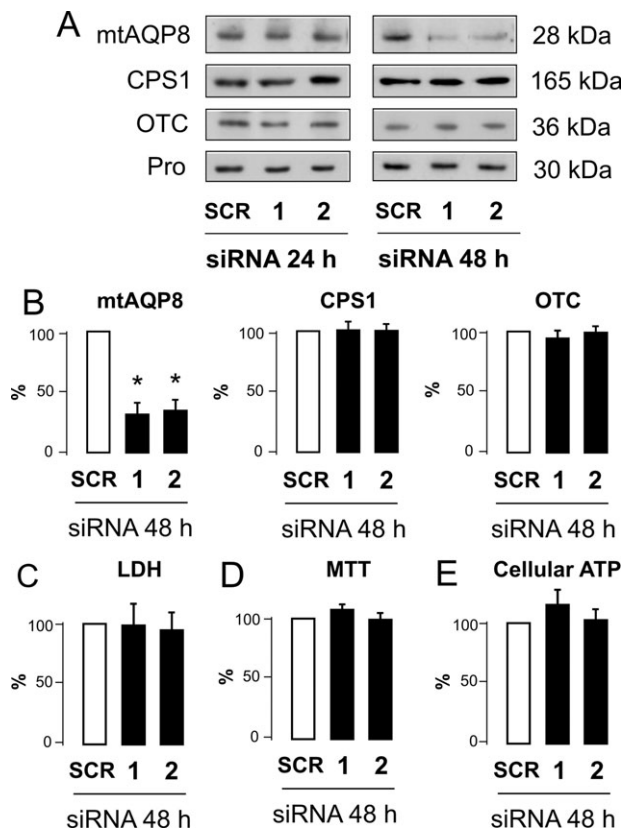 A
mtAQP8 28 kDa
CPS1 165 kDa
OTC 36 kDa
Pro 30 kDa
SCR 1 2 SCR 1 2
siRNA 24 h siRNA 48 h
B
mtAQP8 CPS1 OTC
100 100 100
* *
% % %
50 50 50
0 0 0
SCR 1 2 SCR 1 2 SCR 1 2
siRNA 48 h siRNA 48 h siRNA 48 h
C D E
LDH MTT Cellular ATP
100 100 100
% % %
50 50 50
0 0 0
SCR 1 2 SCR 1 2 SCR 1 2
siRNA 48 h siRNA 48 h siRNA 48 h